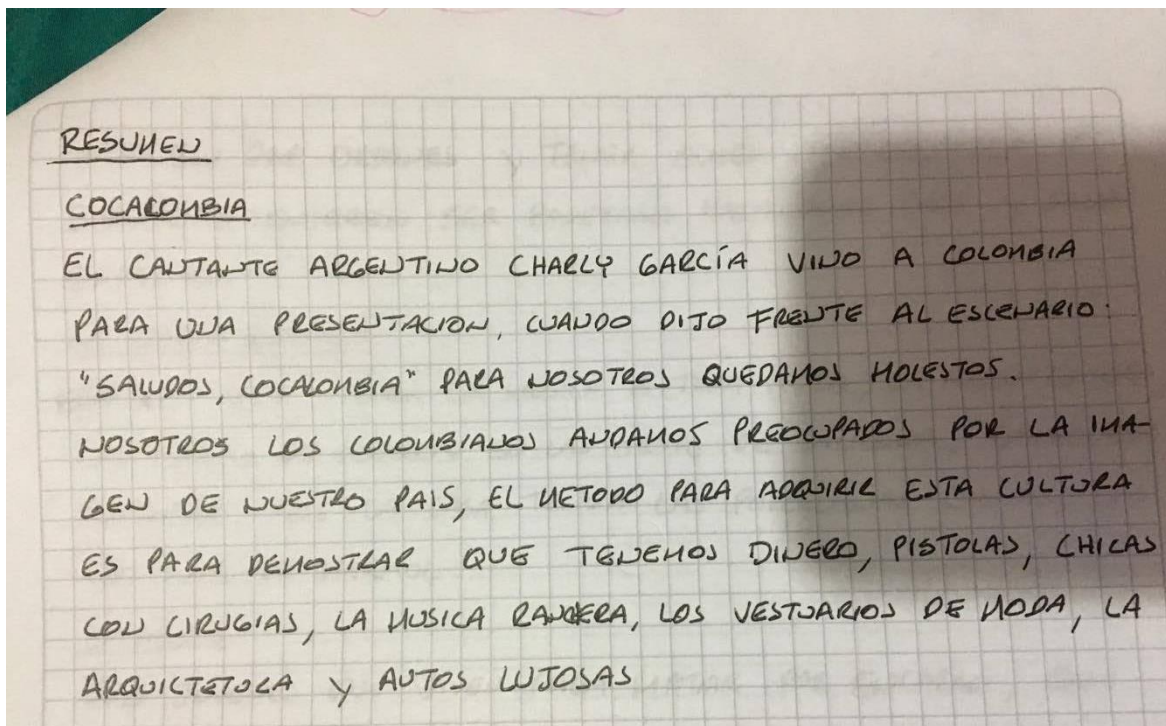 RESUMEN
COCALOMBIA
EL CANTANTE ARGENTINO CHARLY GARCÍA VINO A COLOMBIA
PARA UNA PRESENTACION, CUANDO DIJO FRENTE AL ESCENARIO:
"SALUDOS, COCALOMBIA" PARA NOSOTROS QUEDAMOS MOLESTOS.
NOSOTROS LOS COLOMBIANOS ANDAMOS PREOCUPADOS POR LA IMA-
GEN DE NUESTRO PAIS, EL METODO PARA ADQUIRIR ESTA CULTURA
ES PARA DEMOSTRAR QUE TENEMOS DINERO, PISTOLAS, CHICAS
CON CIRUGIAS, LA MUSICA RANCHERA, LOS VESTUARIOS DE MODA, LA
ARQUICTETURA Y AUTOS LUJOSAS